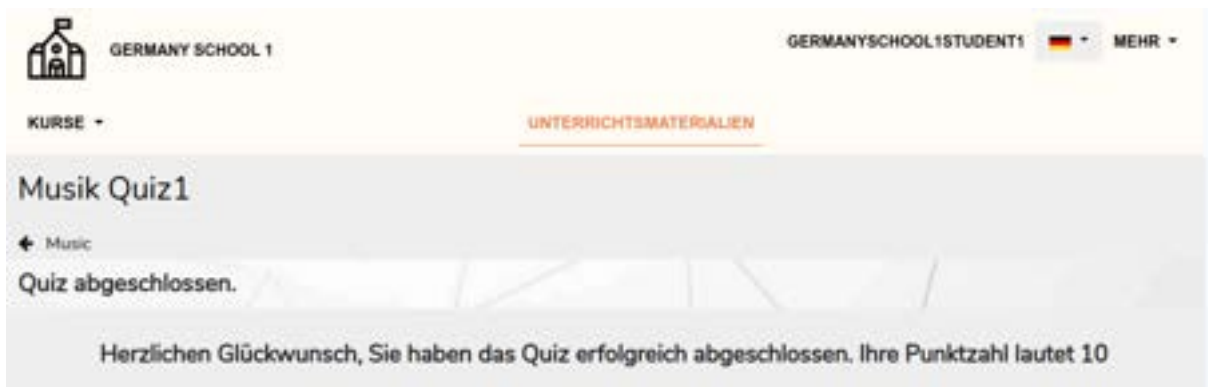 GERMANY SCHOOL 1
GERMANYSCHOOL1STUDENT1 MEHR
KURSE UNTERRICHTSMATERIALIEN
Musik Quiz1
Music
Quiz abgeschlossen.
Herzlichen Glückwunsch, Sie haben das Quiz erfolgreich abgeschlossen. Ihre Punktzahl lautet 10